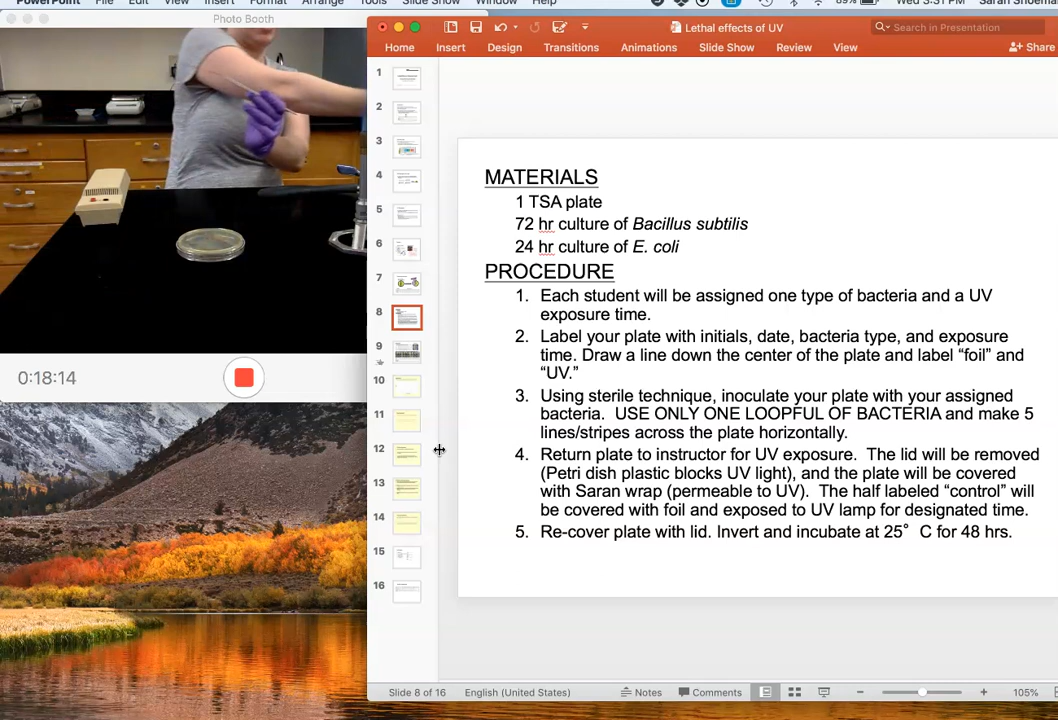 PowerPoint File Edit View Insert Format Arrange Tools Slide Show Window Help 89% Wed 3:31 PM
Photo Booth
Lethal effects of UV
Search in Presentation
Home Insert Design Transitions Animations Slide Show Review View Share
1
2
3
4
5
6
7
8
9
10
11
12
13
14
15
16
0:18:14
MATERIALS
1 TSA plate
72 hr culture of Bacillus subtilis
24 hr culture of E. coli
PROCEDURE
1. Each student will be assigned one type of bacteria and a UV
exposure time.
2. Label your plate with initials, date, bacteria type, and exposure
time. Draw a line down the center of the plate and label “foil” and
“UV.”
3. Using sterile technique, inoculate your plate with your assigned
bacteria. USE ONLY ONE LOOPFUL OF BACTERIA and make 5
lines/stripes across the plate horizontally.
4. Return plate to instructor for UV exposure. The lid will be removed
(Petri dish plastic blocks UV light), and the plate will be covered
with Saran wrap (permeable to UV). The half labeled “control” will
be covered with foil and exposed to UV lamp for designated time.
5. Re-cover plate with lid. Invert and incubate at 25° C for 48 hrs.
Slide 8 of 16 English (United States) Notes Comments 105%